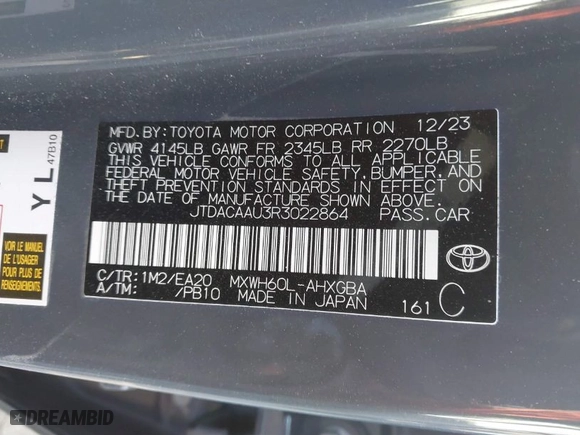 MFD. BY: TOYOTA MOTOR CORPORATION 12/23
GVWR 4145LB GAWR FR 2345LB RR 2270LB
THIS VEHICLE CONFORMS TO ALL APPLICABLE
FEDERAL MOTOR VEHICLE SAFETY, BUMPER, AND
THEFT PREVENTION STANDARDS IN EFFECT ON
THE DATE OF MANUFACTURE SHOWN ABOVE.
JTDACAAU3R3022864 PASS.CAR
C/TR: 1M2/EA20 MXWH60L-AHXGBA
A/TM: /PB10 MADE IN JAPAN 161 C
TOYOTA
YL
47B10
VOIR LE MANUEL
DE L'USAGER
POUR PLUS DE
RENSEIGNEMENTS.
DREAMBID